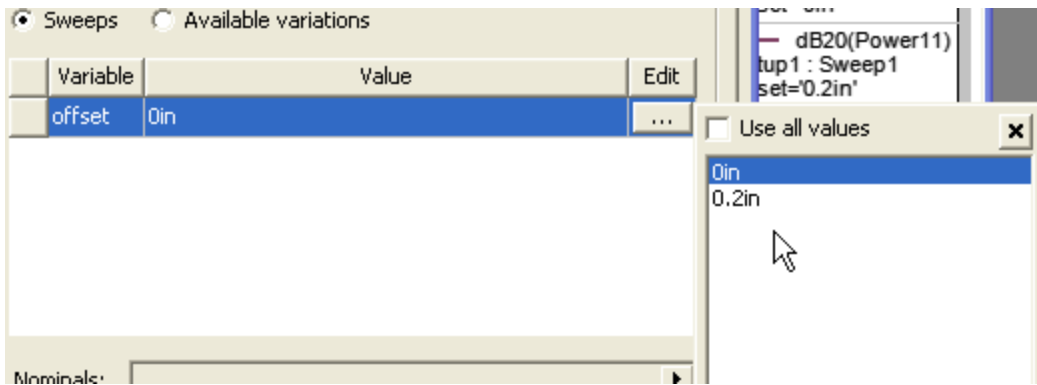 Sweeps
Available variations
dB20(Power11)
tup1 : Sweep1
set='0.2in'
Variable Value Edit
offset 0in ...
Use all values
0in
0.2in
Nominals: